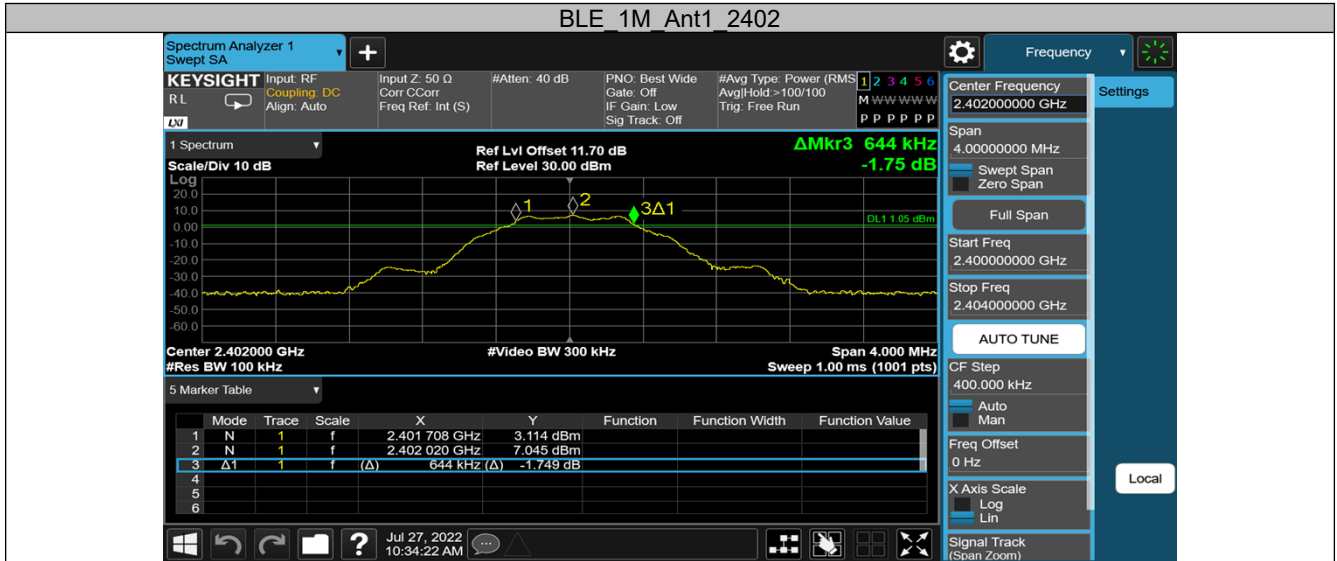 BLE_1M_Ant1_2402
Spectrum Analyzer 1
Swept SA
+
Frequency
KEYSIGHT
RL
LXI
Input: RF
Coupling: DC
Align: Auto
Input Z: 50 Ω
Corr CCorr
Freq Ref: Int (S)
#Atten: 40 dB
PNO: Best Wide
Gate: Off
IF Gain: Low
Sig Track: Off
#Avg Type: Power (RMS
Avg|Hold:>100/100
Trig: Free Run
1 2 3 4 5 6
M W W W W W
P P P P P P
1 Spectrum
Scale/Div 10 dB
Ref Lvl Offset 11.70 dB
Ref Level 30.00 dBm
ΔMkr3 644 kHz
-1.75 dB
Log
20.0
10.0
0.00
-10.0
-20.0
-30.0
-40.0
-50.0
-60.0
1
2
3Δ1
DL1 1.05 dBm
Center 2.402000 GHz
#Video BW 300 kHz
Span 4.000 MHz
#Res BW 100 kHz
Sweep 1.00 ms (1001 pts)
5 Marker Table
Mode Trace Scale X Y Function Function Width Function Value
1 N 1 f 2.401 708 GHz 3.114 dBm
2 N 1 f 2.402 020 GHz 7.045 dBm
3 Δ1 1 f (Δ) 644 kHz (Δ) -1.749 dB
4
5
6
?
Jul 27, 2022
10:34:22 AM
Center Frequency
2.402000000 GHz
Span
4.00000000 MHz
Swept Span
Zero Span
Full Span
Start Freq
2.400000000 GHz
Stop Freq
2.404000000 GHz
AUTO TUNE
CF Step
400.000 kHz
Auto
Man
Freq Offset
0 Hz
X Axis Scale
Log
Lin
Signal Track
(Span Zoom)
Settings
Local